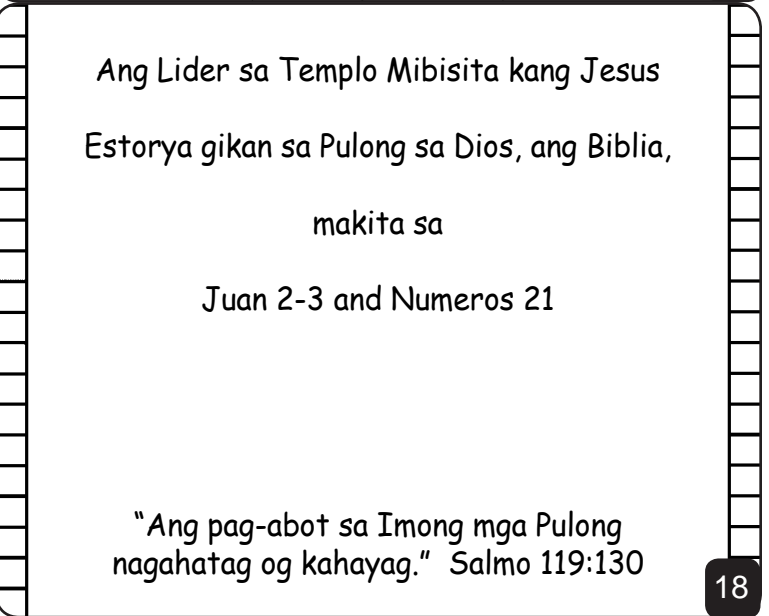 Ang Lider sa Templo Mibisita kang Jesus
Estorya gikan sa Pulong sa Dios, ang Biblia,
makita sa
Juan 2-3 and Numeros 21
“Ang pag-abot sa Imong mga Pulong
nagahatag og kahayag.” Salmo 119:130
18